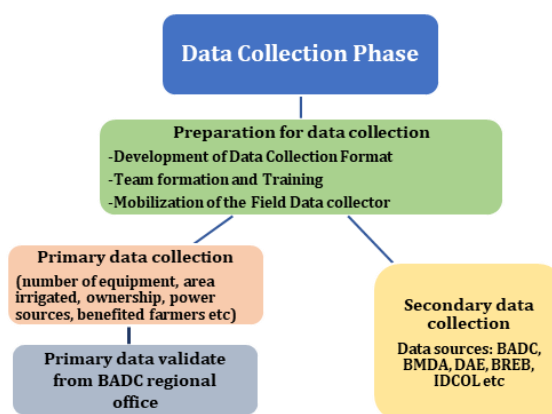 Data Collection Phase
Preparation for data collection
-Development of Data Collection Format
-Team formation and Training
-Mobilization of the Field Data collector
Primary data collection
(number of equipment, area
irrigated, ownership, power
sources, benefited farmers etc)
Primary data validate
from BADC regional
office
Secondary data
collection
Data sources: BADC,
BMDA, DAE, BREB,
IDCOL etc